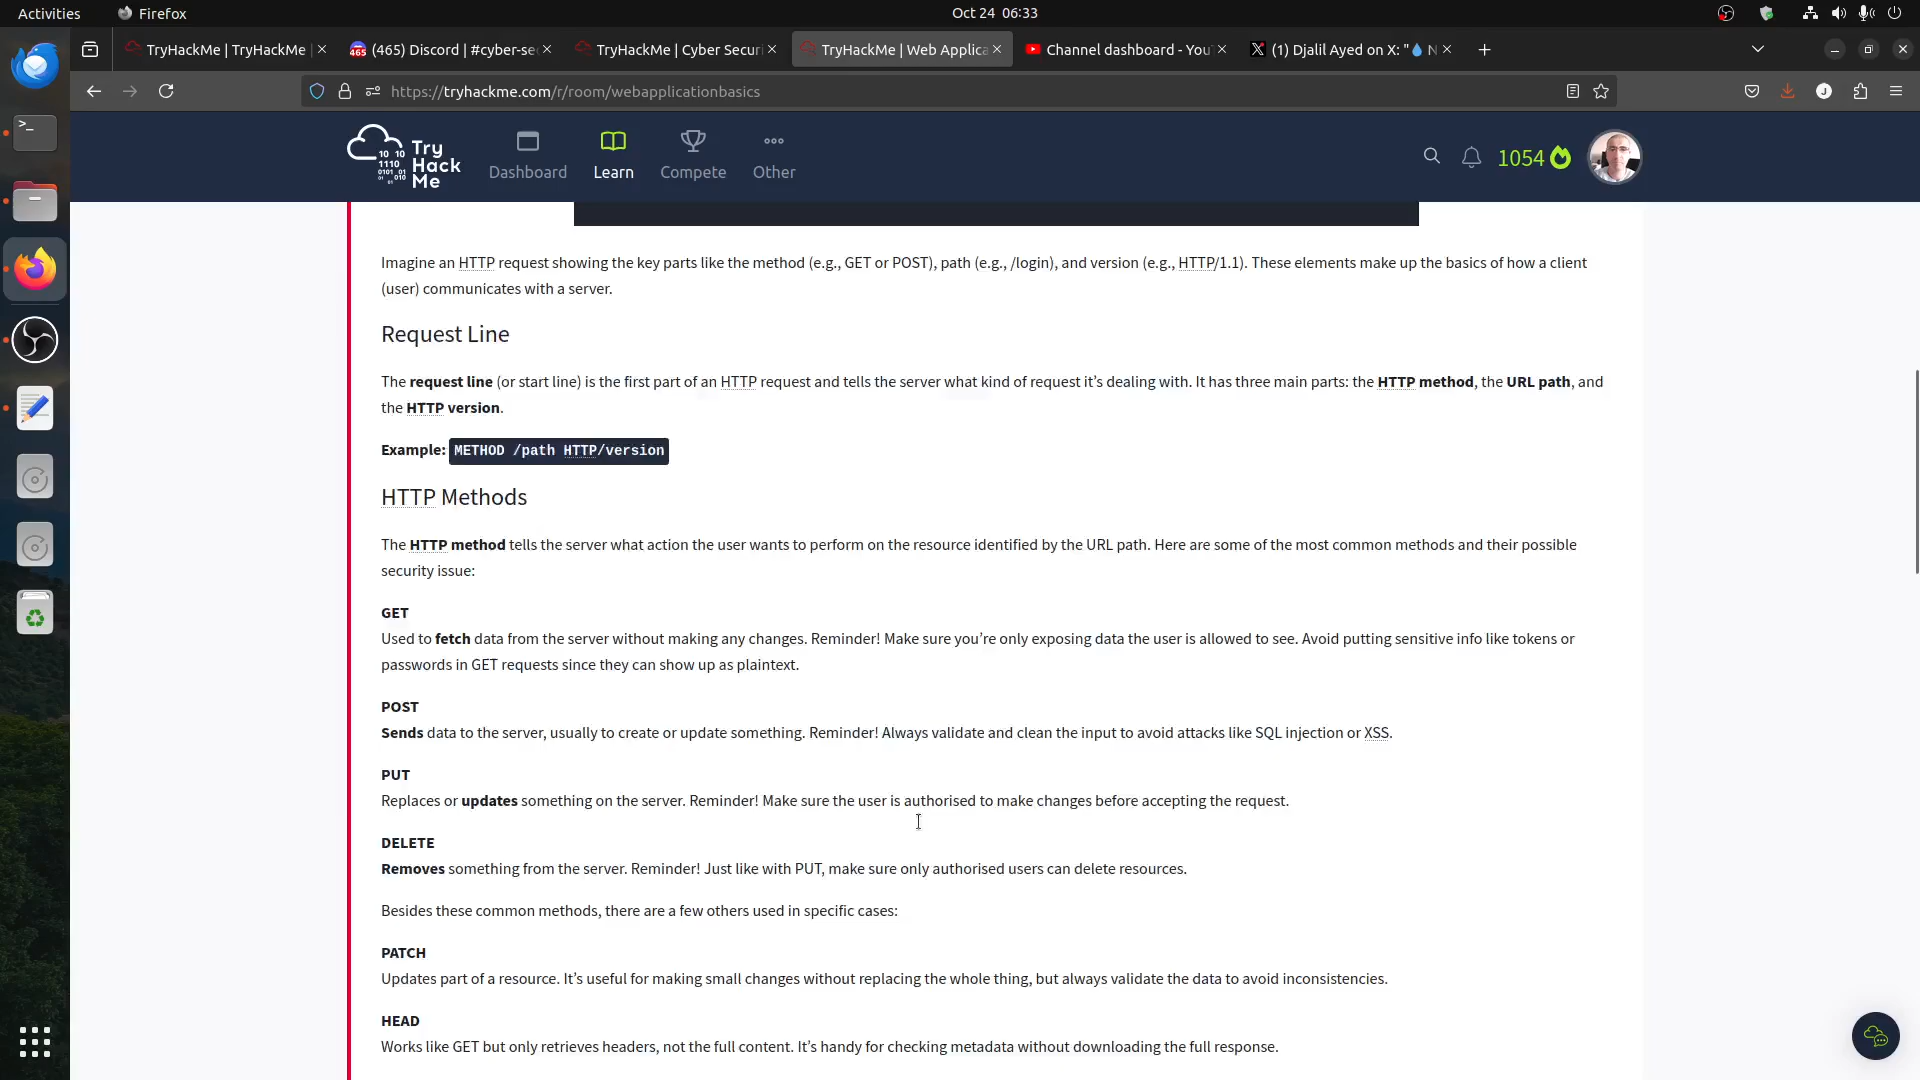 Activities
Firefox
Oct 24 06:33
TryHackMe | TryHackMe
(465) Discord | #cyber-se
TryHackMe | Cyber Securi
TryHackMe | Web Applica
Channel dashboard - You
(1) Djalil Ayed on X: "💧 N
https://tryhackme.com/r/room/webapplicationbasics
Try
Hack
Me
Dashboard
Learn
Compete
Other
1054
Imagine an HTTP request showing the key parts like the method (e.g., GET or POST), path (e.g., /login), and version (e.g., HTTP/1.1). These elements make up the basics of how a client
(user) communicates with a server.
Request Line
The request line (or start line) is the first part of an HTTP request and tells the server what kind of request it’s dealing with. It has three main parts: the HTTP method, the URL path, and
the HTTP version.
Example: METHOD /path HTTP/version
HTTP Methods
The HTTP method tells the server what action the user wants to perform on the resource identified by the URL path. Here are some of the most common methods and their possible
security issue:
GET
Used to fetch data from the server without making any changes. Reminder! Make sure you’re only exposing data the user is allowed to see. Avoid putting sensitive info like tokens or
passwords in GET requests since they can show up as plaintext.
POST
Sends data to the server, usually to create or update something. Reminder! Always validate and clean the input to avoid attacks like SQL injection or XSS.
PUT
Replaces or updates something on the server. Reminder! Make sure the user is authorised to make changes before accepting the request.
DELETE
Removes something from the server. Reminder! Just like with PUT, make sure only authorised users can delete resources.
Besides these common methods, there are a few others used in specific cases:
PATCH
Updates part of a resource. It’s useful for making small changes without replacing the whole thing, but always validate the data to avoid inconsistencies.
HEAD
Works like GET but only retrieves headers, not the full content. It’s handy for checking metadata without downloading the full response.